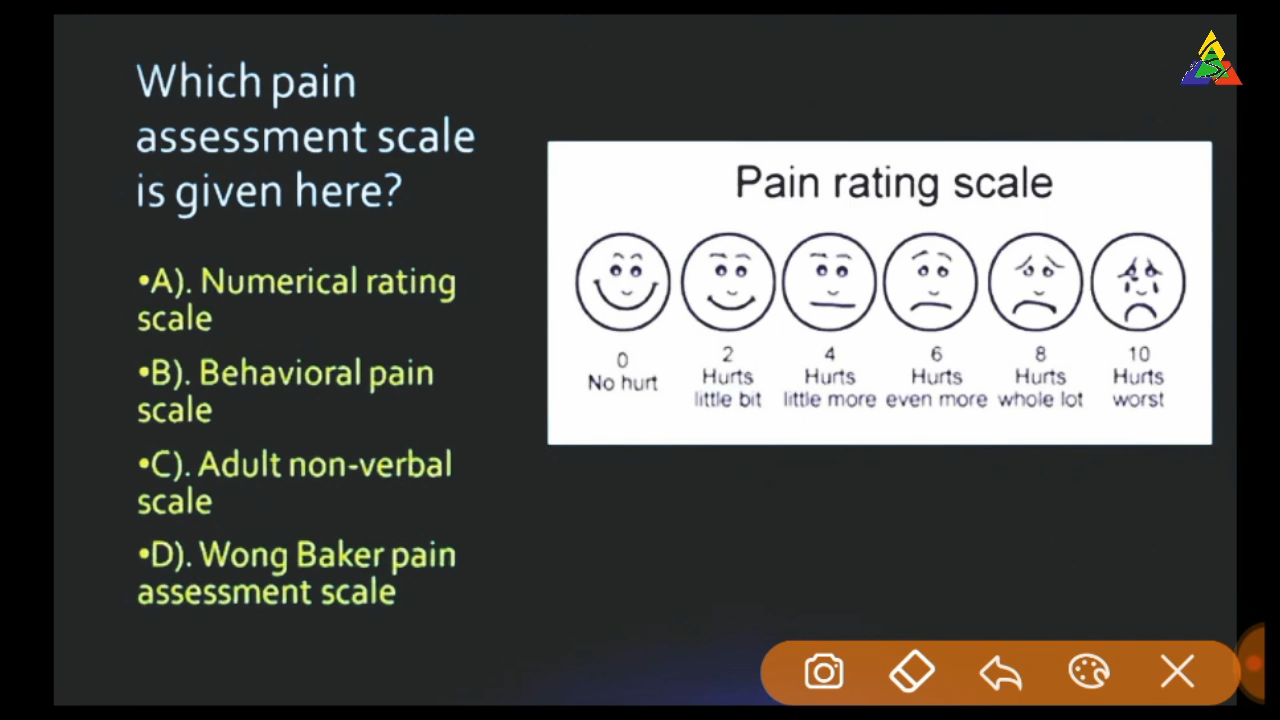 Which pain
assessment scale
is given here?
•A). Numerical rating
scale
•B). Behavioral pain
scale
•C). Adult non-verbal
scale
•D). Wong Baker pain
assessment scale
Pain rating scale
0 2 4 6 8 10
No hurt Hurts Hurts Hurts Hurts Hurts
little bit little more even more whole lot worst